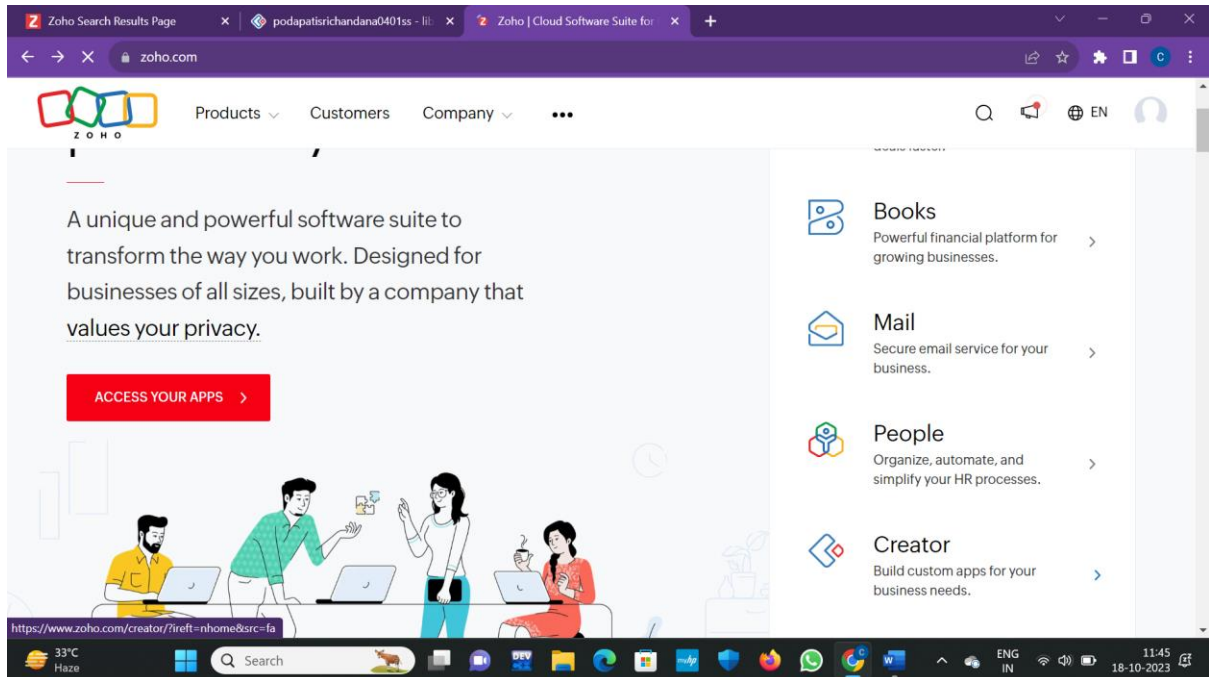 Zoho Search Results Page
podapatisrichandana0401ss - lib
Zoho | Cloud Software Suite for
zoho.com
C
ZOHO
Products
Customers
Company
EN
A unique and powerful software suite to
transform the way you work. Designed for
businesses of all sizes, built by a company that
values your privacy.
ACCESS YOUR APPS
Books
Powerful financial platform for
growing businesses.
Mail
Secure email service for your
business.
People
Organize, automate, and
simplify your HR processes.
Creator
Build custom apps for your
business needs.
https://www.zoho.com/creator/?ireft=nhome&src=fa
33°C
Haze
Search
DEV
mhp
C
W
ENG
IN
11:45
18-10-2023